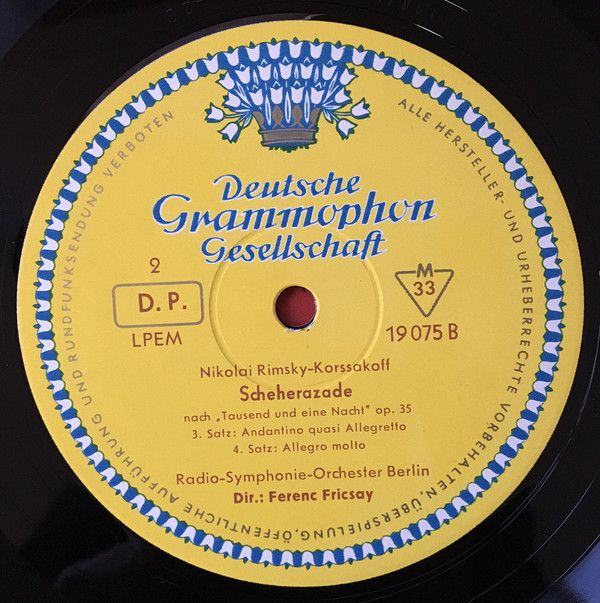 Deutsche
Grammophon
Gesellschaft
2
D. P.
LPEM
M
33
19 075 B
Nikolai Rimsky-Korssakoff
Scheherazade
nach „Tausend und eine Nacht" op. 35
3. Satz: Andantino quasi Allegretto
4. Satz: Allegro molto
Radio-Symphonie-Orchester Berlin
Dir.: Ferenc Fricsay
ALLE HERSTELLER- UND URHEBERRECHTE VORBEHALTEN. ÜBERSPIELUNG, ÖFFENTLICHE AUFFÜHRUNG UND RUNDFUNKSENDUNG VERBOTEN